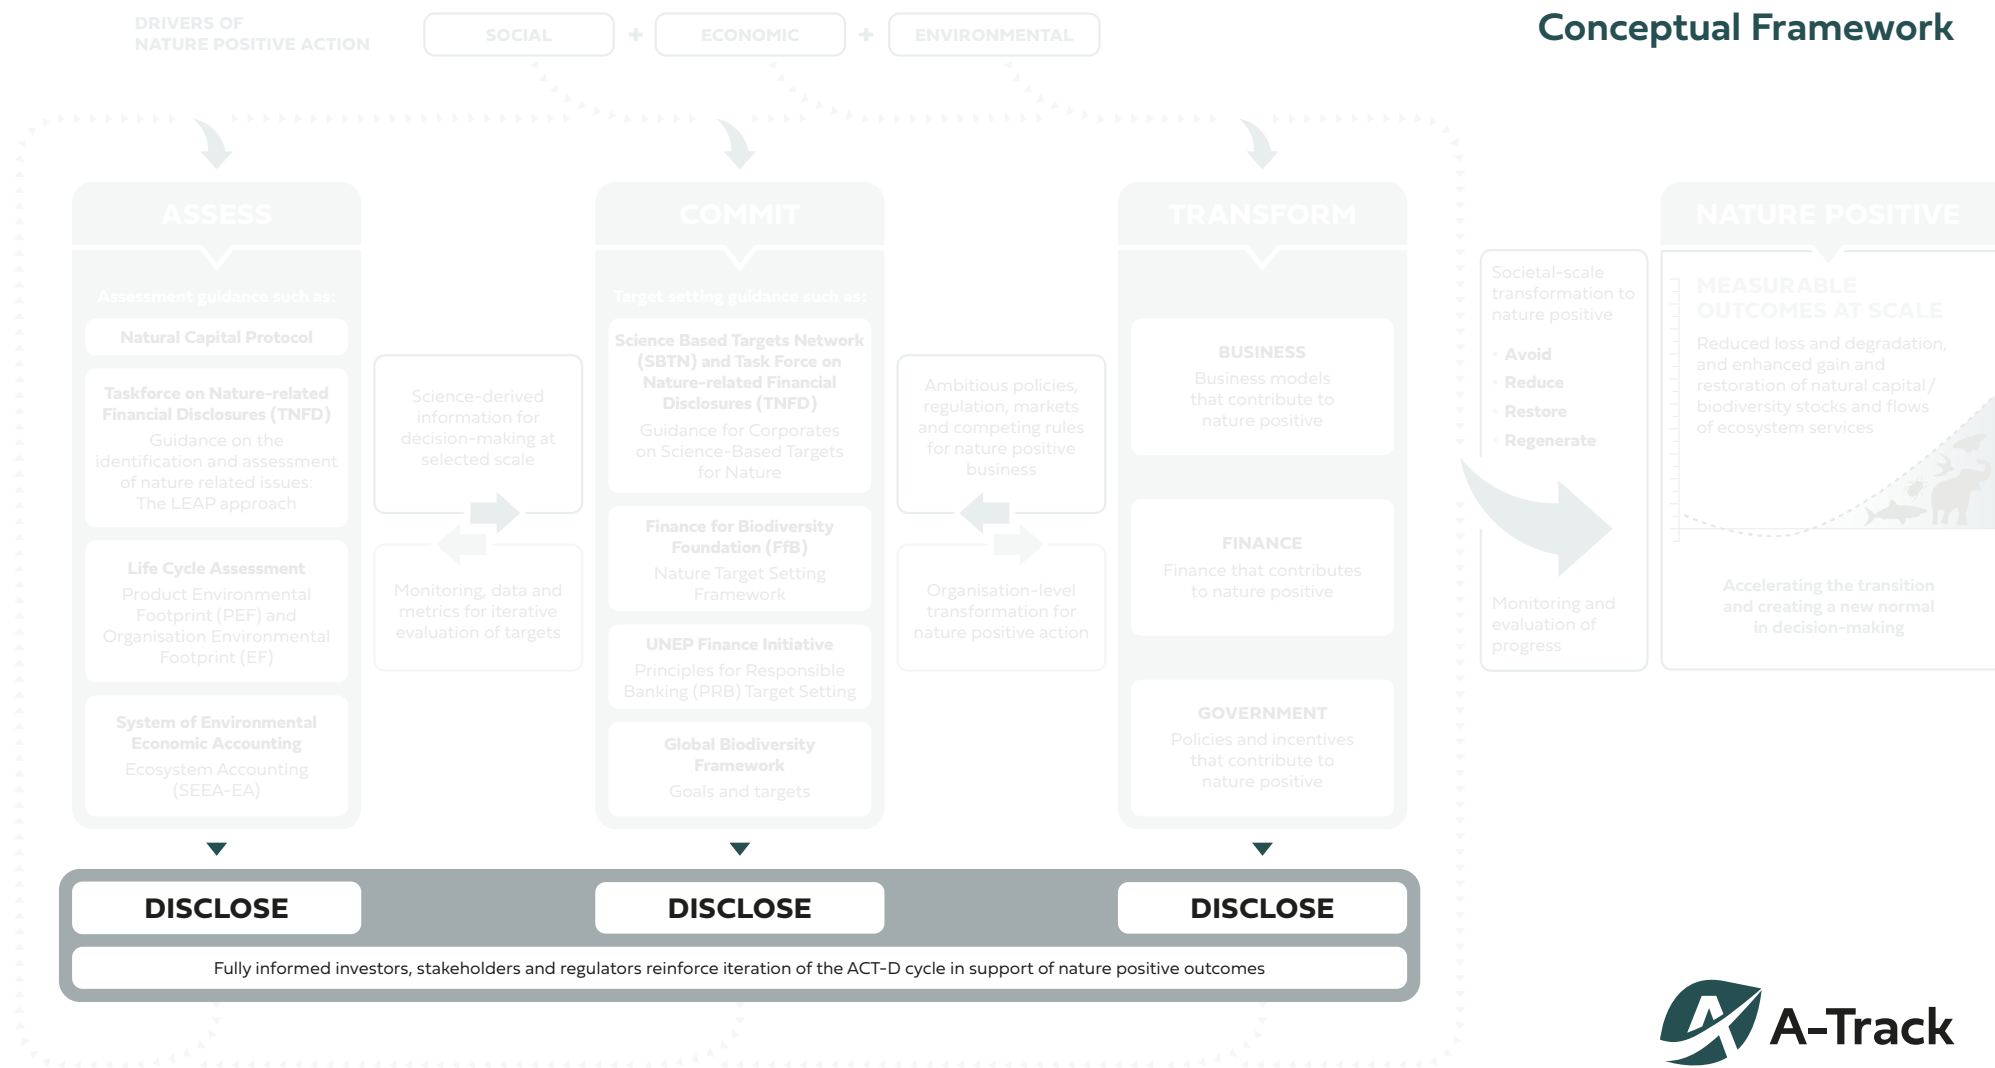 DRIVERS OF
NATURE POSITIVE ACTION
SOCIAL
+
ECONOMIC
+
ENVIRONMENTAL
Conceptual Framework
ASSESS
Assessment guidance such as:
Natural Capital Protocol
Taskforce on Nature-related
Financial Disclosures (TNFD)
Guidance on the
identification and assessment
of nature related issues:
The LEAP approach
Life Cycle Assessment
Product Environmental
Footprint (PEF) and
Organisation Environmental
Footprint (EF)
System of Environmental
Economic Accounting
Ecosystem Accounting
(SEEA-EA)
Science-derived
information for
decision-making at
selected scale
Monitoring, data and
metrics for iterative
evaluation of targets
COMMIT
Target setting guidance such as:
Science Based Targets Network
(SBTN) and Task Force on
Nature-related Financial
Disclosures (TNFD)
Guidance for Corporates
on Science-Based Targets
for Nature
Finance for Biodiversity
Foundation (FfB)
Nature Target Setting
Framework
UNEP Finance Initiative
Principles for Responsible
Banking (PRB) Target Setting
Global Biodiversity
Framework
Goals and targets
Ambitious policies,
regulation, markets
and competing rules
for nature positive
business
Organisation-level
transformation for
nature positive action
TRANSFORM
BUSINESS
Business models
that contribute to
nature positive
FINANCE
Finance that contributes
to nature positive
GOVERNMENT
Policies and incentives
that contribute to
nature positive
Societal-scale
transformation to
nature positive
• Avoid
• Reduce
• Restore
• Regenerate
Monitoring and
evaluation of
progress
NATURE POSITIVE
MEASURABLE
OUTCOMES AT SCALE
Reduced loss and degradation,
and enhanced gain and
restoration of natural capital/
biodiversity stocks and flows
of ecosystem services
Accelerating the transition
and creating a new normal
in decision-making
DISCLOSE
DISCLOSE
DISCLOSE
Fully informed investors, stakeholders and regulators reinforce iteration of the ACT-D cycle in support of nature positive outcomes
A-Track